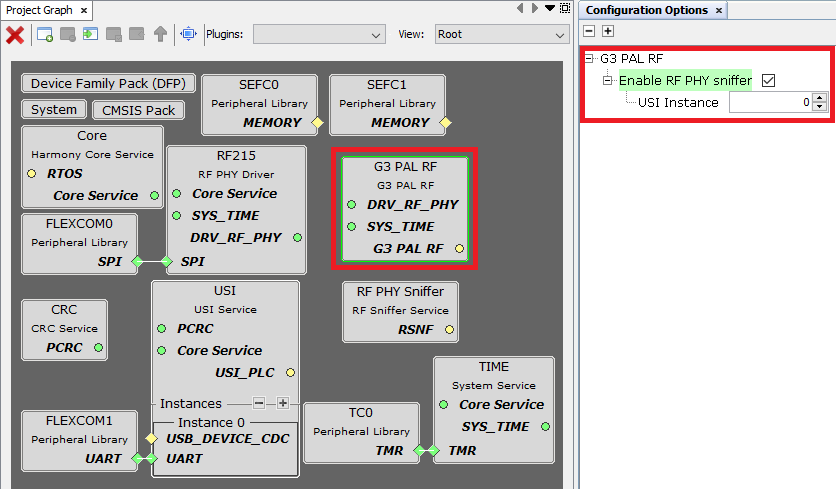 Project Graph ×
Plugins:
View:
Root
Device Family Pack (DFP)
System
CMSIS Pack
SEFC0
Peripheral Library
MEMORY
SEFC1
Peripheral Library
MEMORY
Core
Harmony Core Service
RTOS
Core Service
RF215
RF PHY Driver
Core Service
SYS_TIME
DRV_RF_PHY
SPI
G3 PAL RF
G3 PAL RF
DRV_RF_PHY
SYS_TIME
G3 PAL RF
FLEXCOM0
Peripheral Library
SPI
CRC
CRC Service
PCRC
USI
USI Service
PCRC
Core Service
USI_PLC
Instances
Instance 0
USB_DEVICE_CDC
UART
RF PHY Sniffer
RF Sniffer Service
RSNF
FLEXCOM1
Peripheral Library
UART
TC0
Peripheral Library
TMR
TIME
System Service
Core Service
SYS_TIME
TMR
Configuration Options ×
G3 PAL RF
Enable RF PHY sniffer
USI Instance 0